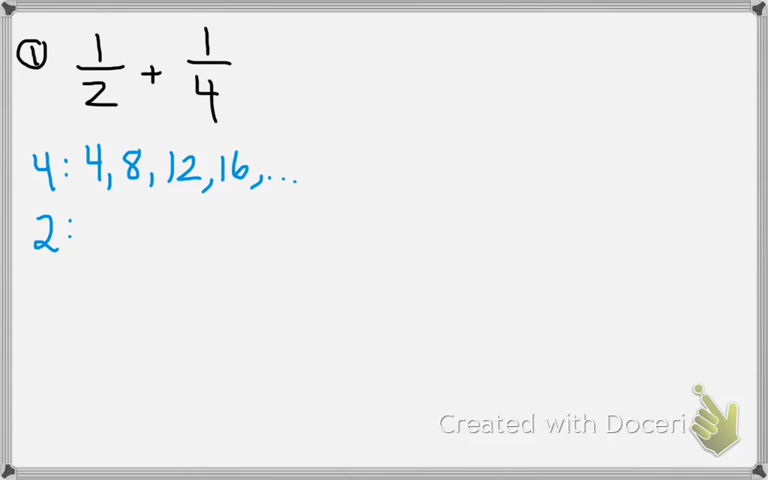 ① 1/2 + 1/4
4: 4, 8, 12, 16, ...
2:
Created with Doceri